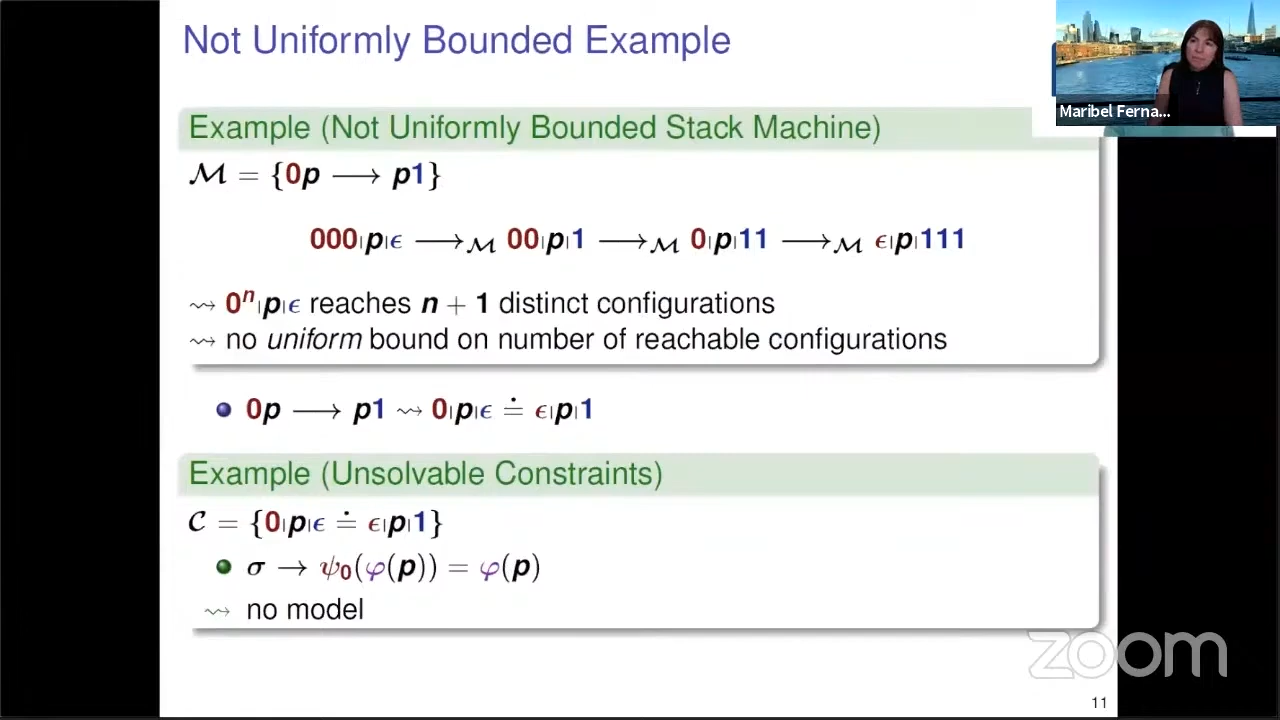 Not Uniformly Bounded Example
Maribel Ferna...
Example (Not Uniformly Bounded Stack Machine)
ℳ = {0p ⟶ p1}
000|p|ϵ ⟶ℳ 00|p|1 ⟶ℳ 0|p|11 ⟶ℳ ϵ|p|111
⇝ 0ⁿ|p|ϵ reaches n + 1 distinct configurations
⇝ no uniform bound on number of reachable configurations
0p ⟶ p1 ⇝ 0|p|ϵ ≐ ϵ|p|1
Example (Unsolvable Constraints)
𝒞 = {0|p|ϵ ≐ ϵ|p|1}
σ → ψ₀(φ(p)) = φ(p)
⇝ no model
zoom
11